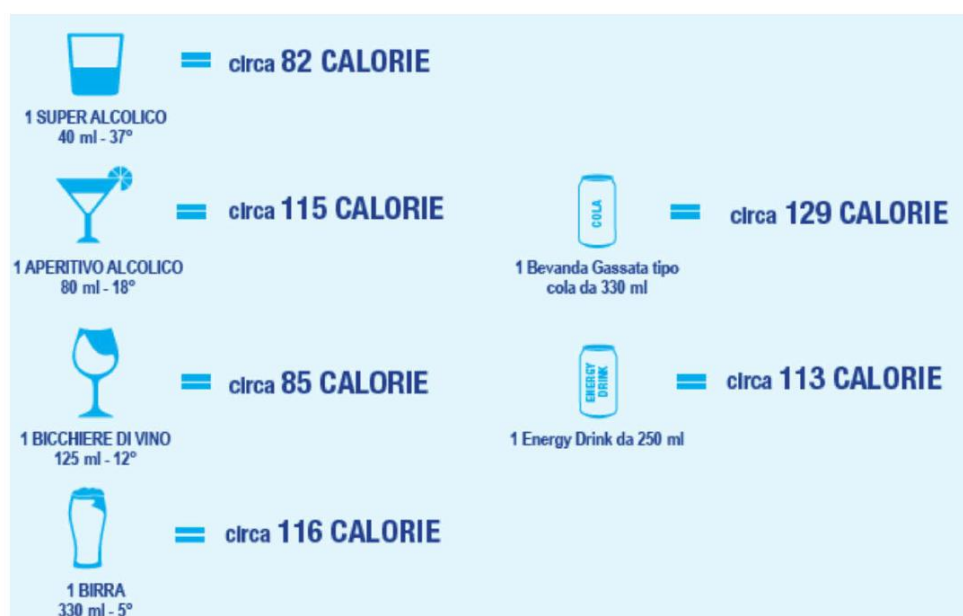 circa 82 CALORIE
1 SUPER ALCOLICO
40 ml - 37°
circa 115 CALORIE
1 APERITIVO ALCOLICO
80 ml - 18°
circa 85 CALORIE
1 BICCHIERE DI VINO
125 ml - 12°
circa 116 CALORIE
1 BIRRA
330 ml - 5°
COLA
circa 129 CALORIE
1 Bevanda Gassata tipo
cola da 330 ml
ENERGY
DRINK
circa 113 CALORIE
1 Energy Drink da 250 ml